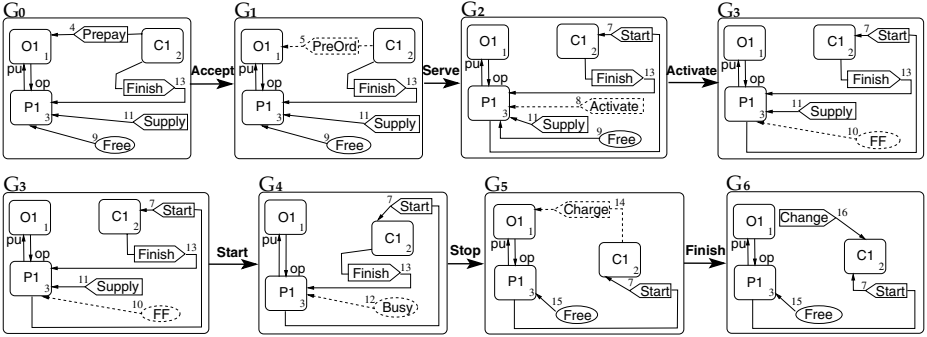 G0 G1 G2 G3
O1 1 4 Prepay C1 2
pu op
Finish 13
P1 3
11 Supply
9 Free
Accept
O1 1 5 PreOrd C1 2
pu op
Finish 13
P1 3
11 Supply
9 Free
Serve
O1 1 C1 2 7 Start
pu op
Finish 13
P1 3
8 Activate
11 Supply
9 Free
Activate
O1 1 C1 2 7 Start
pu op
Finish 13
P1 3
11 Supply
10 FF
G3 G4 G5 G6
O1 1 C1 2 7 Start
pu op
Finish 13
P1 3
11 Supply
10 FF
Start
O1 1 7 Start
C1 2
pu op
Finish 13
P1 3
12 Busy
Stop
O1 1 Charge 14
pu op
C1 2
P1 3
7 Start
15 Free
Finish
O1 1 Change 16
pu op
C1 2
P1 3
7 Start
15 Free